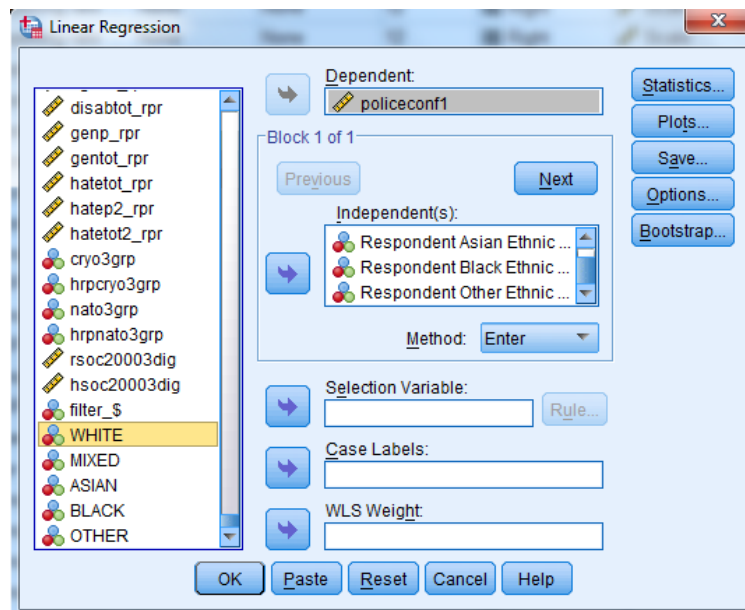 Linear Regression
disabtot_rpr
genp_rpr
gentot_rpr
hatetot_rpr
hatep2_rpr
hatetot2_rpr
cryo3grp
hrpcryo3grp
nato3grp
hrpnato3grp
rsoc20003dig
hsoc20003dig
filter_$
WHITE
MIXED
ASIAN
BLACK
OTHER
Dependent:
policeconf1
Block 1 of 1
Previous Next
Independent(s):
Respondent Asian Ethnic ...
Respondent Black Ethnic ...
Respondent Other Ethnic ...
Method: Enter
Selection Variable:
Rule...
Case Labels:
WLS Weight:
Statistics...
Plots...
Save...
Options...
Bootstrap...
OK Paste Reset Cancel Help